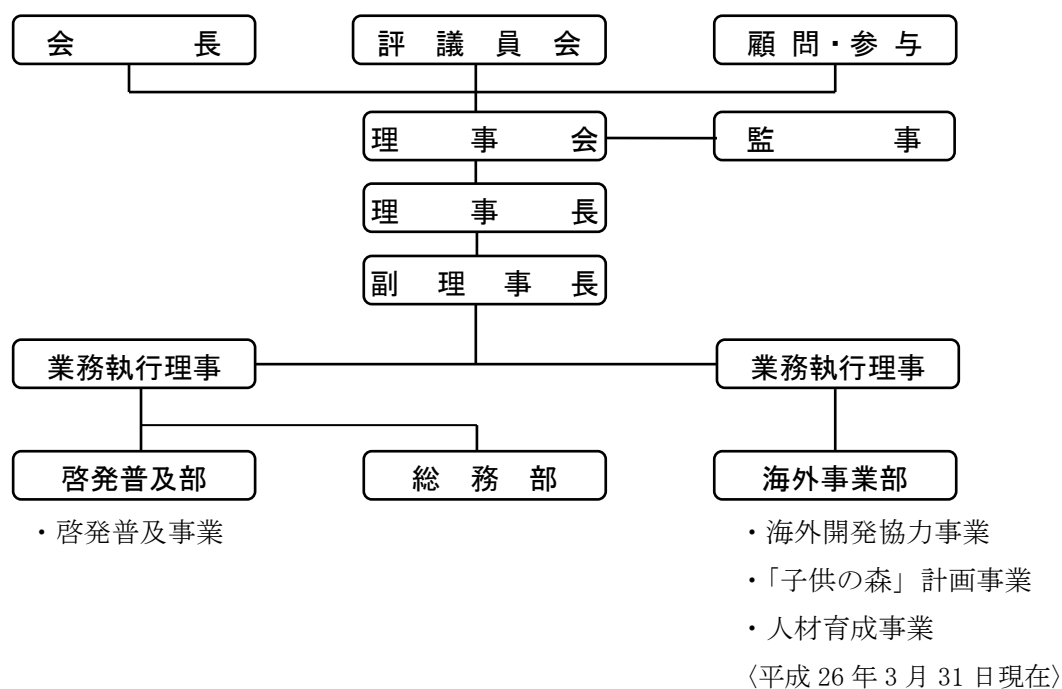 会長
評議員会
顧問・参与
理事会
監事
理事長
副理事長
業務執行理事
業務執行理事
啓発普及部
総務部
海外事業部
・啓発普及事業
・海外開発協力事業
・「子供の森」計画事業
・人材育成事業
〈平成 26 年 3 月 31 日現在〉